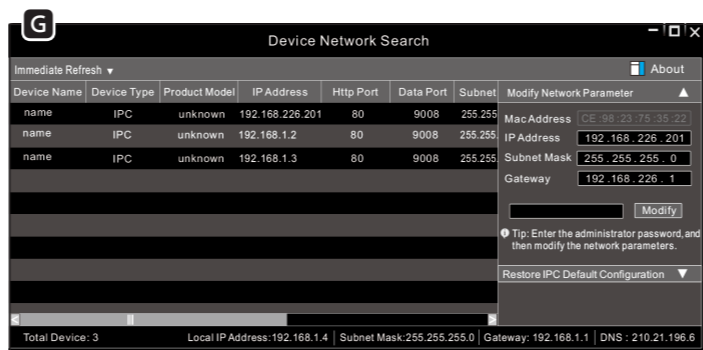 G
Device Network Search
Immediate Refresh ▼
About
Device Name Device Type Product Model IP Address Http Port Data Port Subnet
name IPC unknown 192.168.226.201 80 9008 255.255
name IPC unknown 192.168.1.2 80 9008 255.255.
name IPC unknown 192.168.1.3 80 9008 255.255.
Modify Network Parameter ▲
Mac Address CE:98:23:75:35:22
IP Address 192.168.226.201
Subnet Mask 255.255.255. 0
Gateway 192.168.226. 1
Modify
Tip: Enter the administrator password, and
then modify the network parameters.
Restore IPC Default Configuration ▼
Total Device: 3 Local IP Address:192.168.1.4 Subnet Mask:255.255.255.0 Gateway: 192.168.1.1 DNS : 210.21.196.6